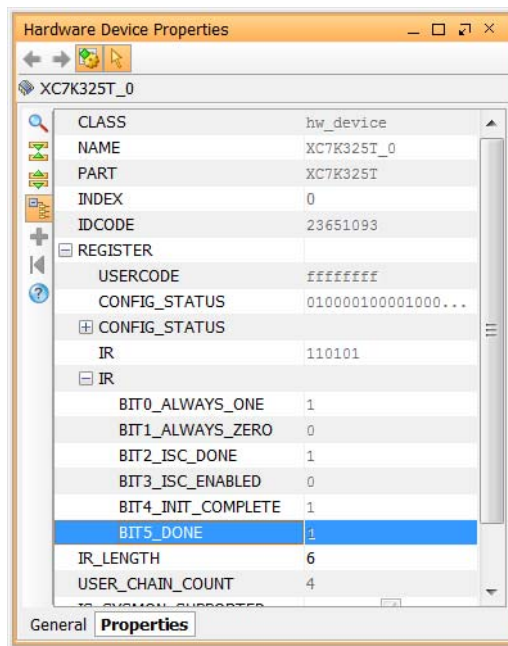 Hardware Device Properties
XC7K325T_0
CLASS hw_device
NAME XC7K325T_0
PART XC7K325T
INDEX 0
IDCODE 23651093
REGISTER
USERCODE ffffffff
CONFIG_STATUS 010000100001000...
CONFIG_STATUS
IR 110101
IR
BIT0_ALWAYS_ONE 1
BIT1_ALWAYS_ZERO 0
BIT2_ISC_DONE 1
BIT3_ISC_ENABLED 0
BIT4_INIT_COMPLETE 1
BIT5_DONE 1
IR_LENGTH 6
USER_CHAIN_COUNT 4
General Properties